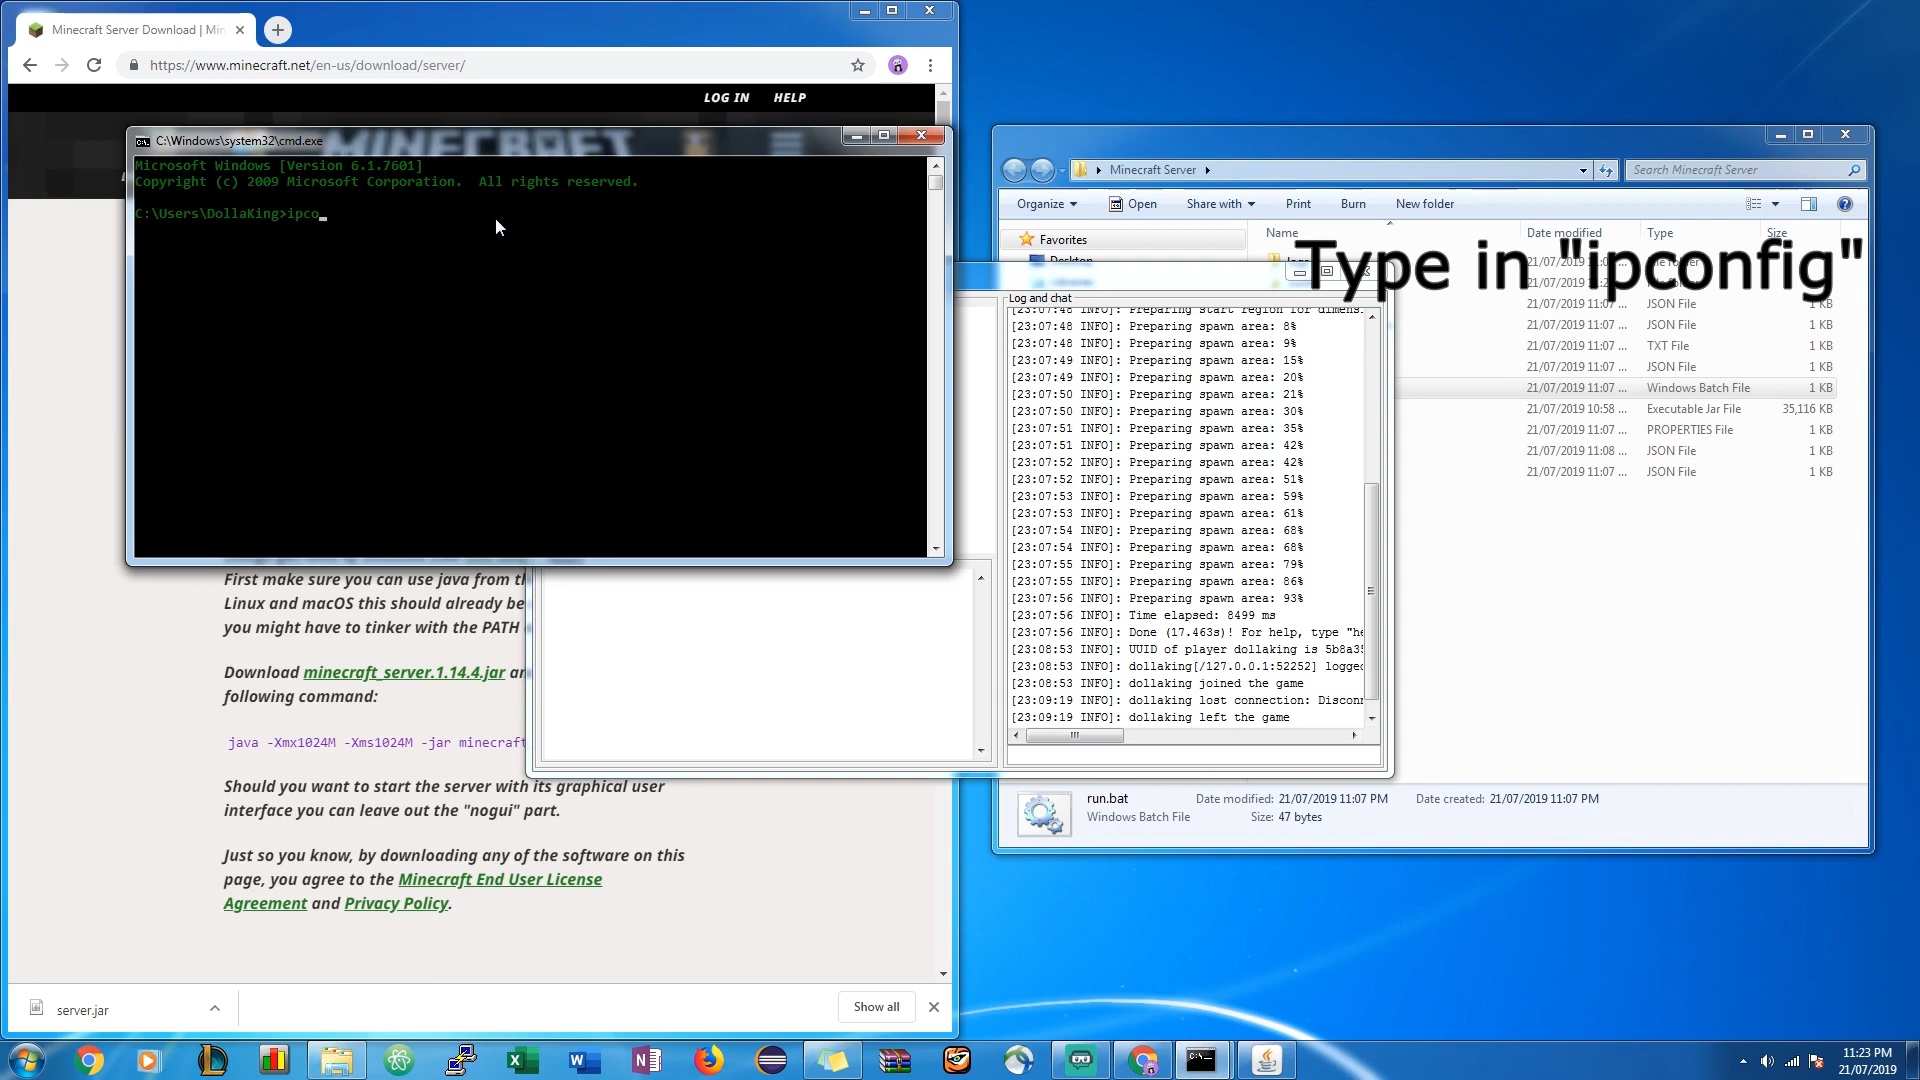 Minecraft Server Download | Min
https://www.minecraft.net/en-us/download/server/
LOG IN HELP
C:\Windows\system32\cmd.exe
Microsoft Windows [Version 6.1.7601]
Copyright (c) 2009 Microsoft Corporation. All rights reserved.
C:\Users\DollaKing>ipco_
First make sure you can use java from th
Linux and macOS this should already be
you might have to tinker with the PATH
Download minecraft_server.1.14.4.jar an
following command:
java -Xmx1024M -Xms1024M -jar minecraft
Should you want to start the server with its graphical user
interface you can leave out the "nogui" part.
Just so you know, by downloading any of the software on this
page, you agree to the Minecraft End User License
Agreement and Privacy Policy.
server.jar
Show all
Minecraft Server
Search Minecraft Server
Organize Open Share with Print Burn New folder
Favorites
Desktop
Name Date modified Type Size
Type in "ipconfig"
21/07/2019 11:07 ... JSON File 1 KB
21/07/2019 11:07 ... JSON File 1 KB
21/07/2019 11:07 ... TXT File 1 KB
21/07/2019 11:07 ... JSON File 1 KB
21/07/2019 11:07 ... Windows Batch File 1 KB
21/07/2019 10:58 ... Executable Jar File 35,116 KB
21/07/2019 11:07 ... PROPERTIES File 1 KB
21/07/2019 11:08 ... JSON File 1 KB
21/07/2019 11:07 ... JSON File 1 KB
Log and chat
[23:07:48 INFO]: Preparing start region for dimens
[23:07:48 INFO]: Preparing spawn area: 8%
[23:07:48 INFO]: Preparing spawn area: 9%
[23:07:49 INFO]: Preparing spawn area: 15%
[23:07:49 INFO]: Preparing spawn area: 20%
[23:07:50 INFO]: Preparing spawn area: 21%
[23:07:50 INFO]: Preparing spawn area: 30%
[23:07:51 INFO]: Preparing spawn area: 35%
[23:07:51 INFO]: Preparing spawn area: 42%
[23:07:52 INFO]: Preparing spawn area: 42%
[23:07:52 INFO]: Preparing spawn area: 51%
[23:07:53 INFO]: Preparing spawn area: 59%
[23:07:53 INFO]: Preparing spawn area: 61%
[23:07:54 INFO]: Preparing spawn area: 68%
[23:07:54 INFO]: Preparing spawn area: 68%
[23:07:55 INFO]: Preparing spawn area: 79%
[23:07:55 INFO]: Preparing spawn area: 86%
[23:07:56 INFO]: Preparing spawn area: 93%
[23:07:56 INFO]: Time elapsed: 8499 ms
[23:07:56 INFO]: Done (17.463s)! For help, type "he
[23:08:53 INFO]: UUID of player dollaking is 5b8a35
[23:08:53 INFO]: dollaking[/127.0.0.1:52252] logged
[23:08:53 INFO]: dollaking joined the game
[23:09:19 INFO]: dollaking lost connection: Disconn
[23:09:19 INFO]: dollaking left the game
run.bat Date modified: 21/07/2019 11:07 PM Date created: 21/07/2019 11:07 PM
Windows Batch File Size: 47 bytes
11:23 PM
21/07/2019